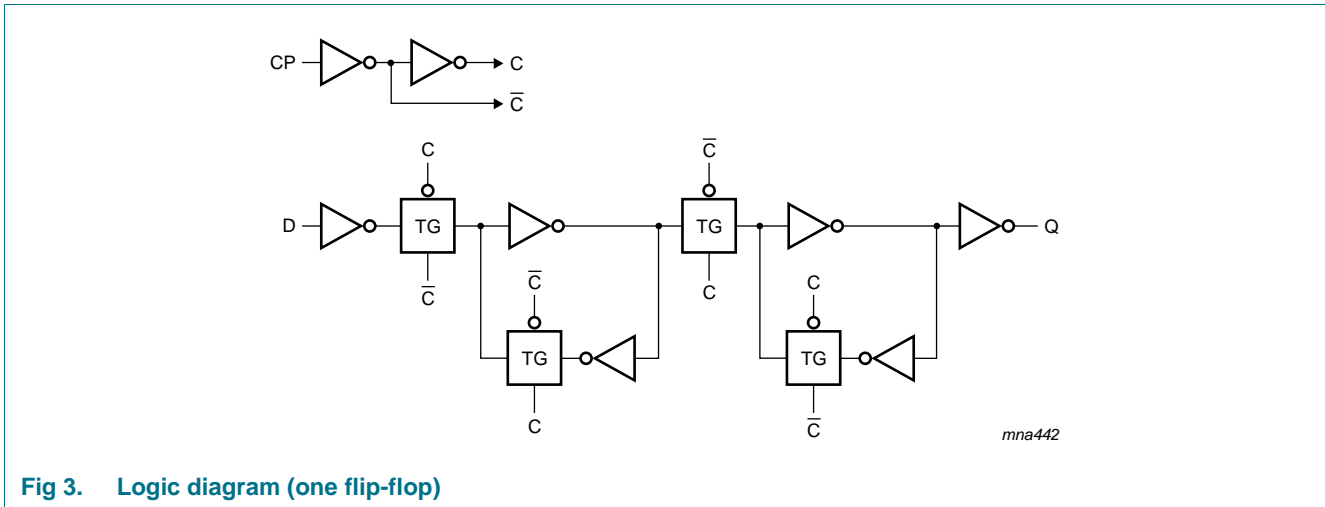 CP
C
C̅
C
C̅
D
TG
TG
Q
C̅
C̅
C
C
TG
TG
C
C̅
mna442
Fig 3. Logic diagram (one flip-flop)